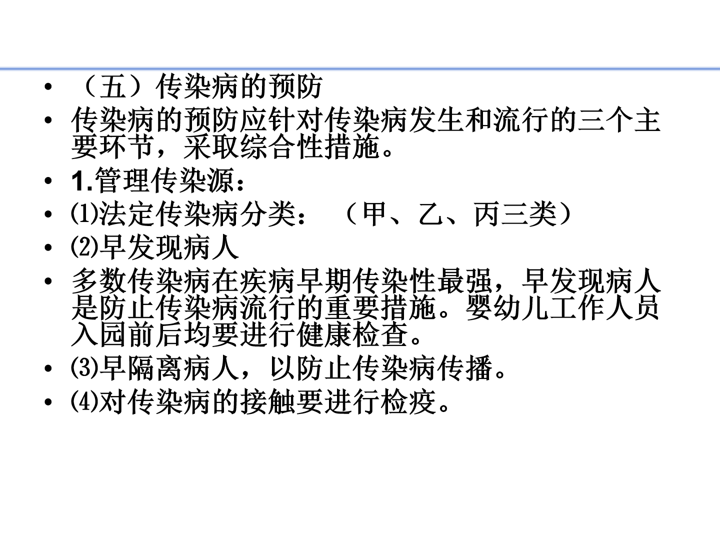 • （五）传染病的预防
• 传染病的预防应针对传染病发生和流行的三个主
要环节，采取综合性措施。
• 1.管理传染源：
• ⑴法定传染病分类： （甲、乙、丙三类）
• ⑵早发现病人
• 多数传染病在疾病早期传染性最强，早发现病人
是防止传染病流行的重要措施。婴幼儿工作人员
入园前后均要进行健康检查。
• ⑶早隔离病人，以防止传染病传播。
• ⑷对传染病的接触要进行检疫。